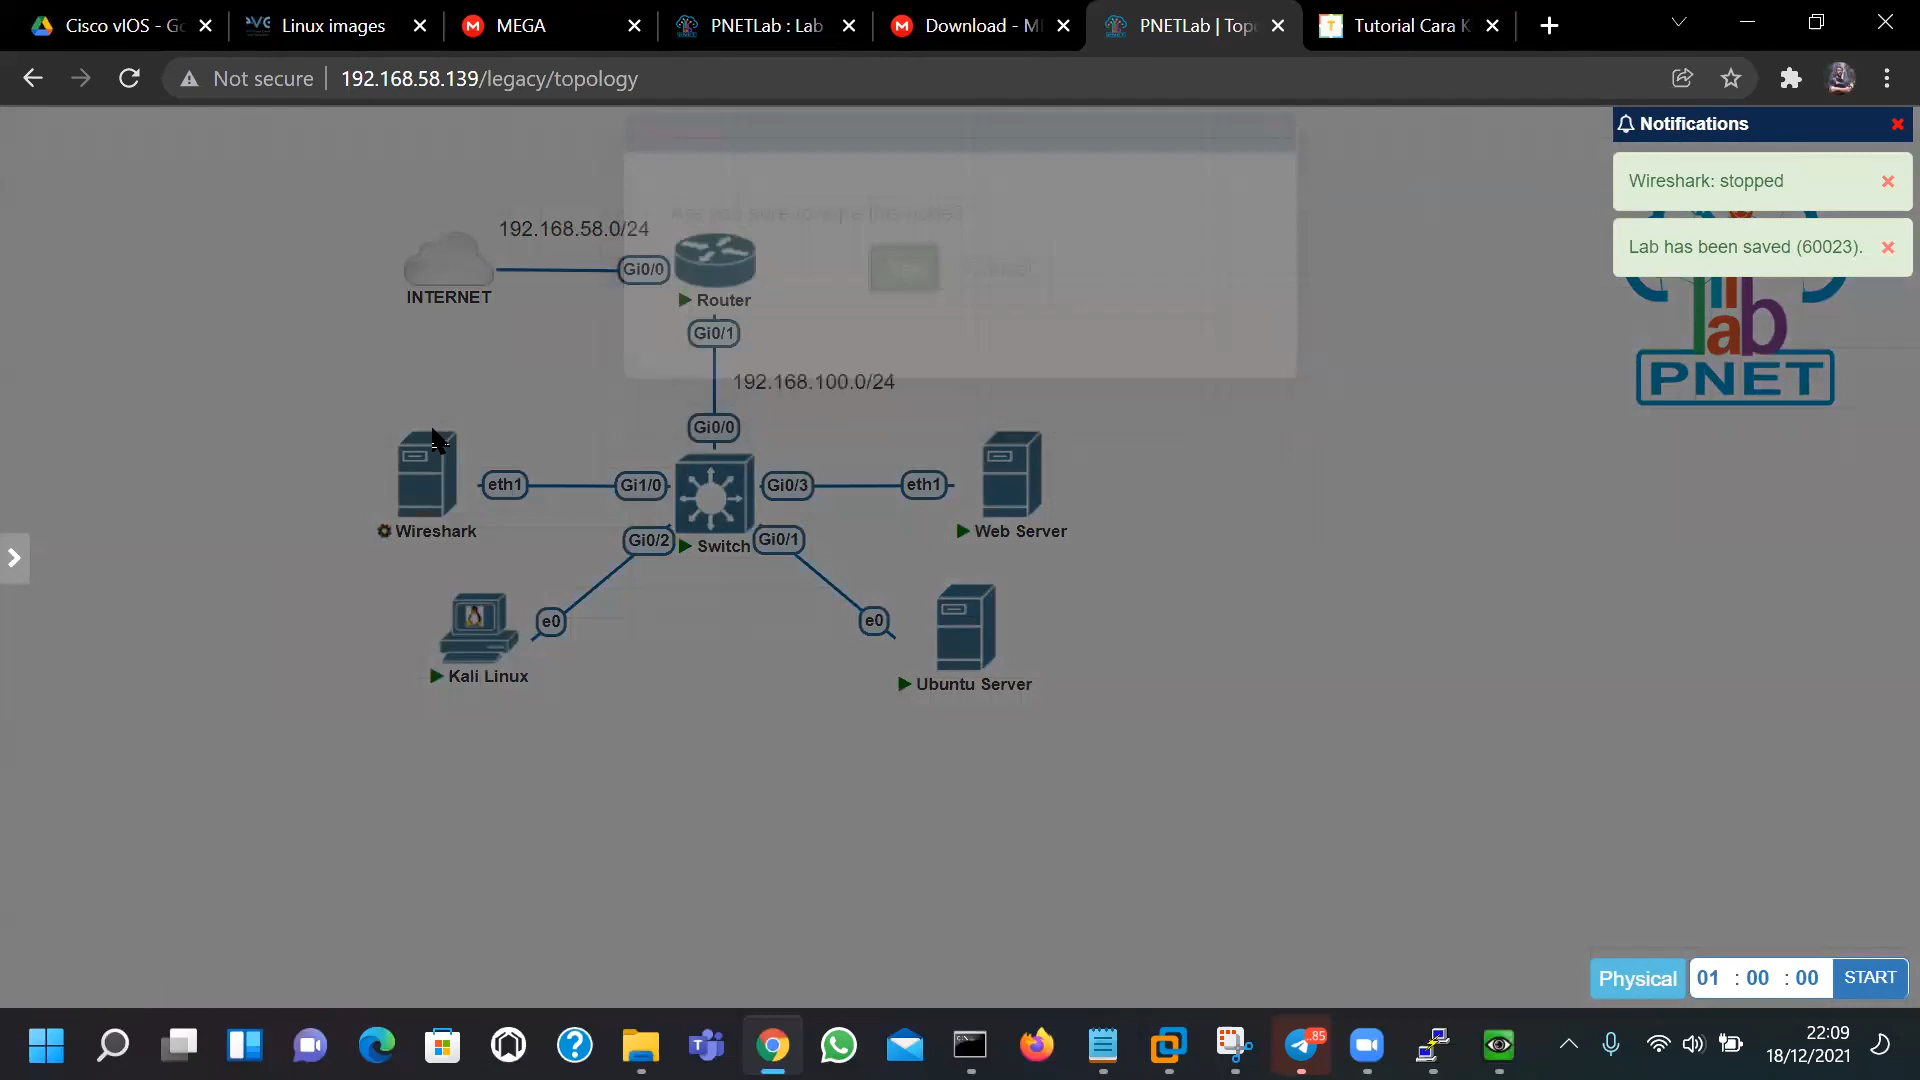 Cisco vIOS - Go
Linux images
MEGA
PNETLab : Lab
Download - MI
PNETLab | Topo
Tutorial Cara K
Not secure
192.168.58.139/legacy/topology
Notifications
Wireshark: stopped
Lab has been saved (60023).
lab
PNET
192.168.58.0/24
INTERNET
Gi0/0
Router
Gi0/1
192.168.100.0/24
Gi0/0
eth1
Gi1/0
Gi0/3
eth1
Wireshark
Gi0/2
Switch
Gi0/1
Web Server
e0
e0
Kali Linux
Ubuntu Server
Physical
01 : 00 : 00
START
85
22:09
18/12/2021